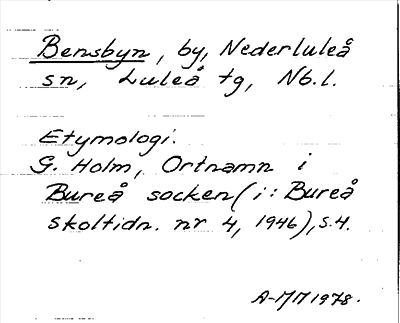 Bensbyn, by, Nederluleå
sn, Luleå tg, Nb.l.
Etymologi.
G. Holm, Ortnamn i
Bureå socken (i: Bureå
skoltidn. nr 4, 1946), s. 4.
1978.